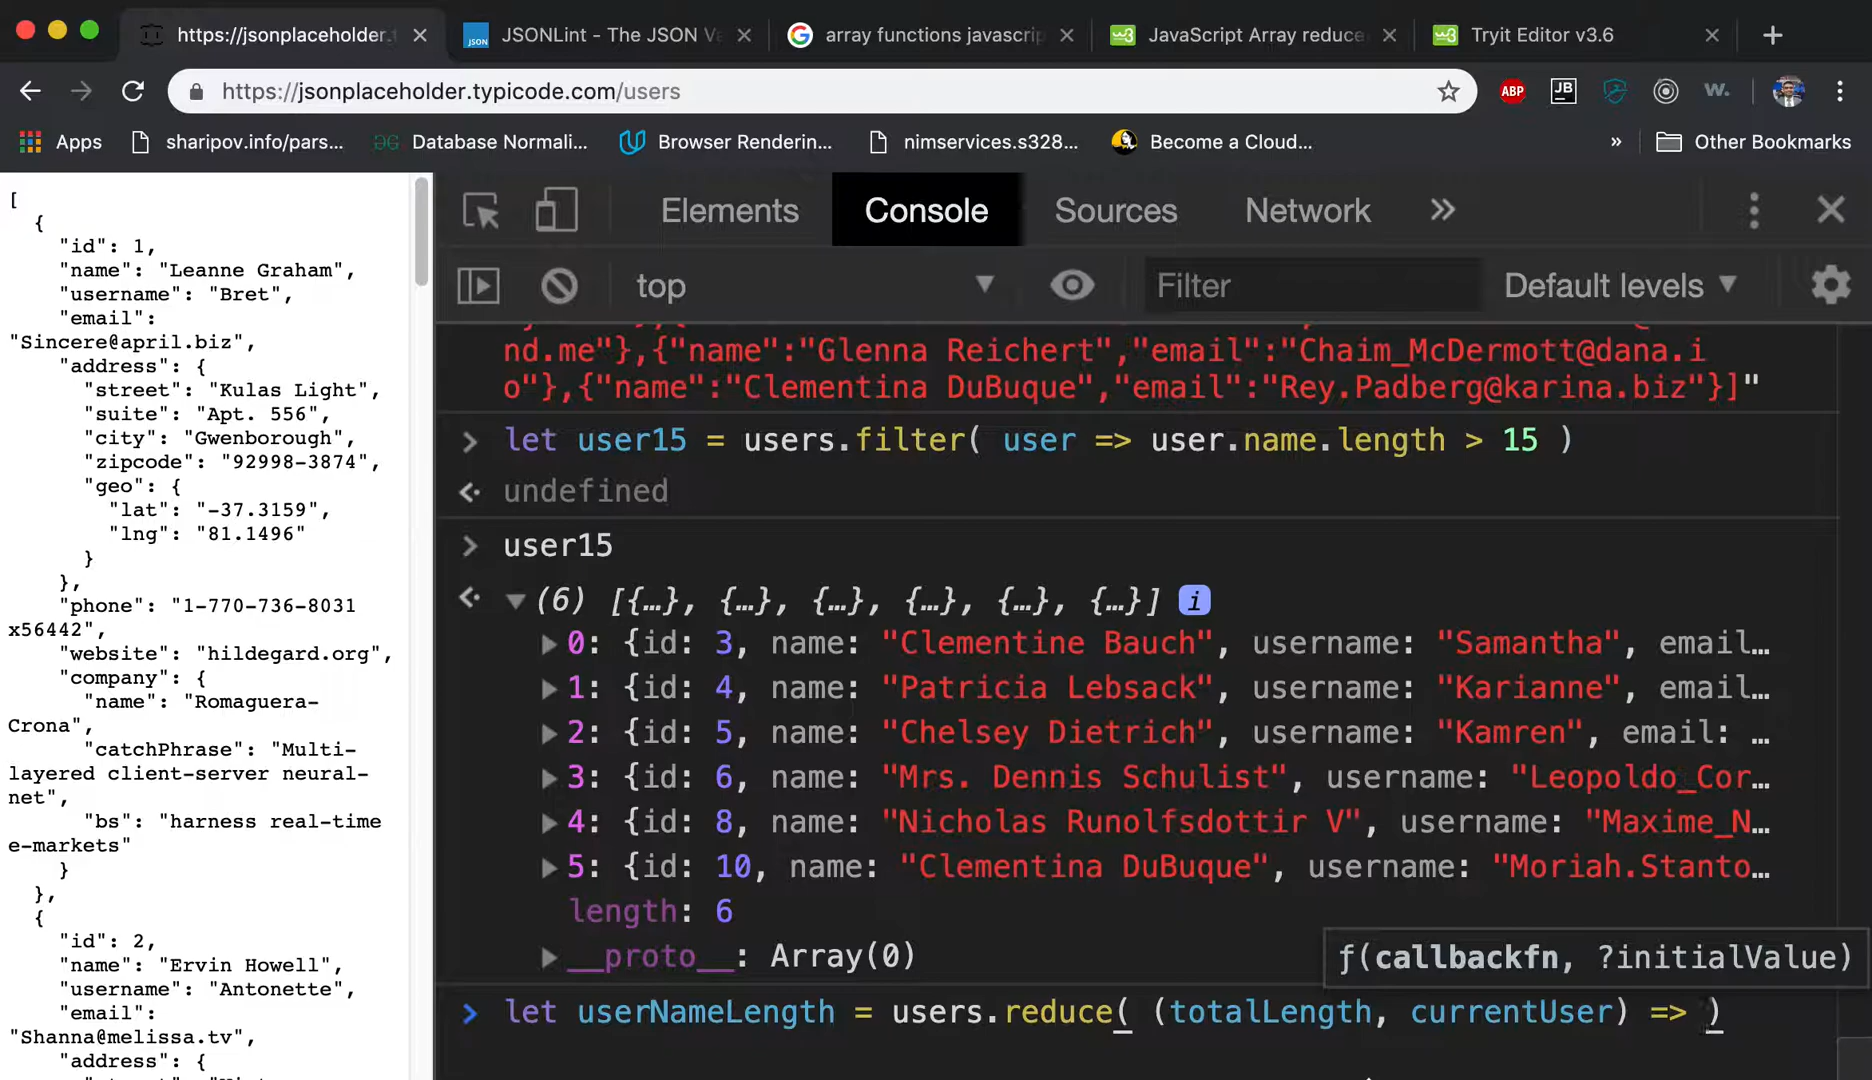 https://jsonplaceholder.t
JSONLint - The JSON Va
array functions javascrip
JavaScript Array reduce
Tryit Editor v3.6
https://jsonplaceholder.typicode.com/users
ABP
JB
w.
Apps
sharipov.info/pars...
Database Normali...
Browser Renderin...
nimservices.s328...
Become a Cloud...
»
Other Bookmarks
[
{
"id": 1,
"name": "Leanne Graham",
"username": "Bret",
"email":
"Sincere@april.biz",
"address": {
"street": "Kulas Light",
"suite": "Apt. 556",
"city": "Gwenborough",
"zipcode": "92998-3874",
"geo": {
"lat": "-37.3159",
"lng": "81.1496"
}
},
"phone": "1-770-736-8031
x56442",
"website": "hildegard.org",
"company": {
"name": "Romaguera-
Crona",
"catchPhrase": "Multi-
layered client-server neural-
net",
"bs": "harness real-time
e-markets"
}
},
{
"id": 2,
"name": "Ervin Howell",
"username": "Antonette",
"email":
"Shanna@melissa.tv",
"address": {
Elements Console Sources Network »
top Filter Default levels
nd.me"},{"name":"Glenna Reichert","email":"Chaim_McDermott@dana.i
o"},{"name":"Clementina DuBuque","email":"Rey.Padberg@karina.biz"}]"
> let user15 = users.filter( user => user.name.length > 15 )
undefined
> user15
(6) [{…}, {…}, {…}, {…}, {…}, {…}] i
0: {id: 3, name: "Clementine Bauch", username: "Samantha", email…
1: {id: 4, name: "Patricia Lebsack", username: "Karianne", email…
2: {id: 5, name: "Chelsey Dietrich", username: "Kamren", email: …
3: {id: 6, name: "Mrs. Dennis Schulist", username: "Leopoldo_Cor…
4: {id: 8, name: "Nicholas Runolfsdottir V", username: "Maxime_N…
5: {id: 10, name: "Clementina DuBuque", username: "Moriah.Stanto…
length: 6
__proto__: Array(0)
ƒ(callbackfn, ?initialValue)
> let userNameLength = users.reduce( (totalLength, currentUser) => )